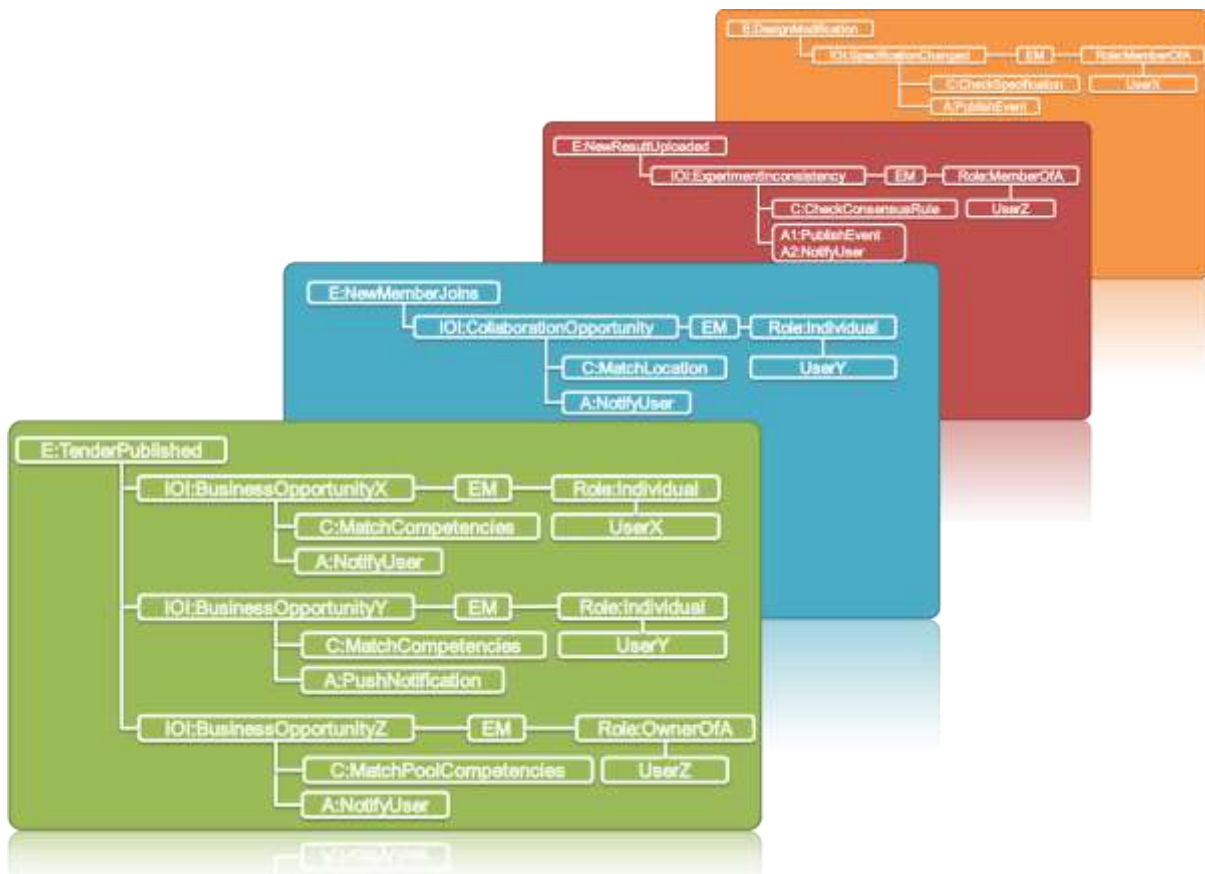 E:DesignModification
IOI:SpecificationChanged
EM
Role:MemberOfA
C:CheckSpecification
UserX
A:PublishEvent
E:NewResultUploaded
IOI:ExperimentInconsistency
EM
Role:MemberOfA
C:CheckConsensusRule
UserZ
A1:PublishEvent
A2:NotifyUser
E:NewMemberJoins
IOI:CollaborationOpportunity
EM
Role:Individual
C:MatchLocation
UserY
A:NotifyUser
E:TenderPublished
IOI:BusinessOpportunityX
EM
Role:Individual
C:MatchCompetencies
UserX
A:NotifyUser
IOI:BusinessOpportunityY
EM
Role:Individual
C:MatchCompetencies
UserY
A:PushNotification
IOI:BusinessOpportunityZ
EM
Role:OwnerOfA
C:MatchPoolCompetencies
UserZ
A:NotifyUser